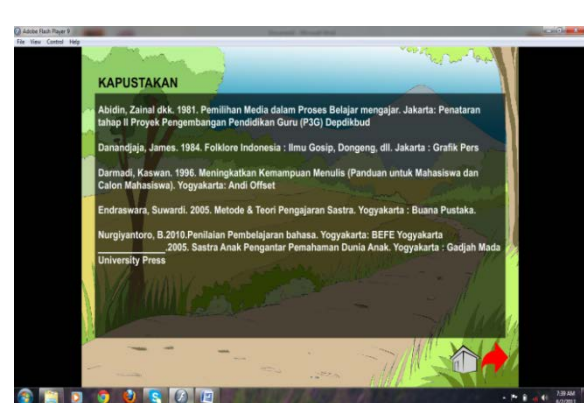 Adobe Flash Player 9
File View Control Help
KAPUSTAKAN
Abidin, Zainal dkk. 1981. Pemilihan Media dalam Proses Belajar mengajar. Jakarta: Penataran
tahap II Proyek Pengembangan Pendidikan Guru (P3G) Depdikbud
Danandjaja, James. 1984. Folklore Indonesia : Ilmu Gosip, Dongeng, dll. Jakarta : Grafik Pers
Darmadi, Kaswan. 1996. Meningkatkan Kemampuan Menulis (Panduan untuk Mahasiswa dan
Calon Mahasiswa). Yogyakarta: Andi Offset
Endraswara, Suwardi. 2005. Metode & Teori Pengajaran Sastra. Yogyakarta : Buana Pustaka.
Nurgiyantoro, B.2010.Penilaian Pembelajaran bahasa. Yogyakarta: BEFE Yogyakarta
____________.2005. Sastra Anak Pengantar Pemahaman Dunia Anak. Yogyakarta : Gadjah Mada
University Press
7:39 AM